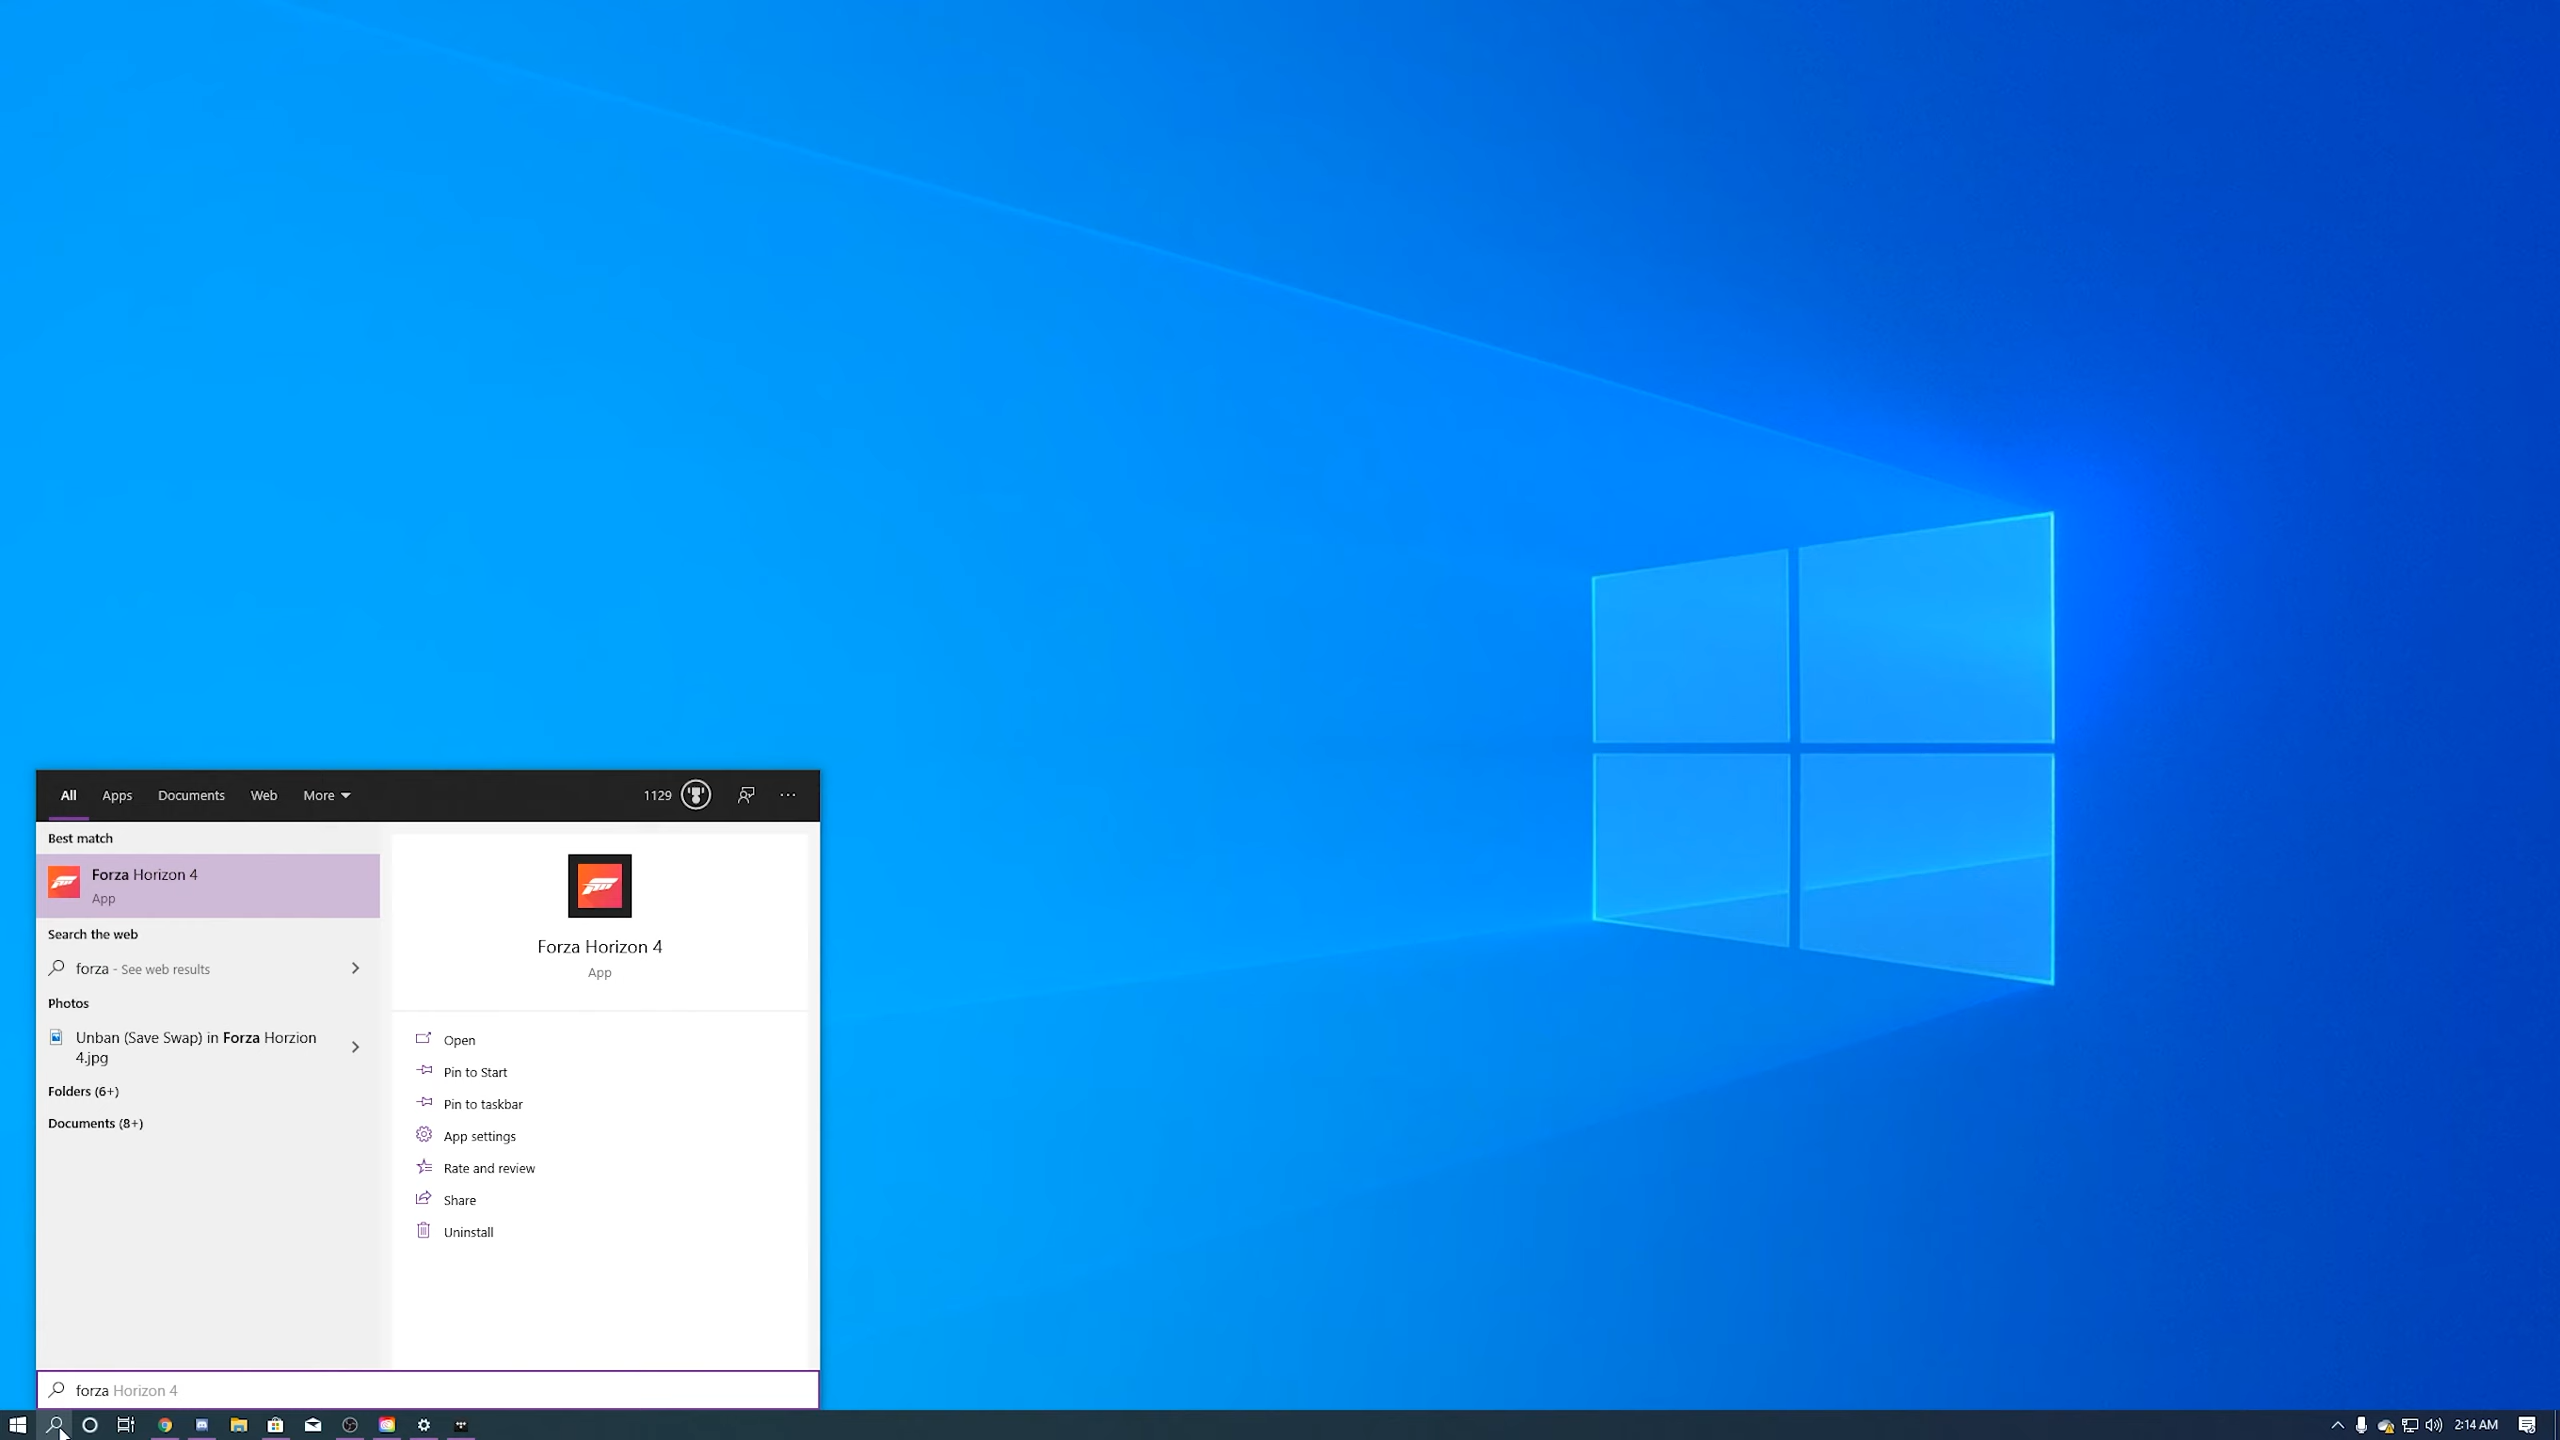 All Apps Documents Web More 1129
Best match
Forza Horizon 4
App
Search the web
forza - See web results
Photos
Unban (Save Swap) in Forza Horzion
4.jpg
Folders (6+)
Documents (8+)
Forza Horizon 4
App
Open
Pin to Start
Pin to taskbar
App settings
Rate and review
Share
Uninstall
forza Horizon 4
2:14 AM